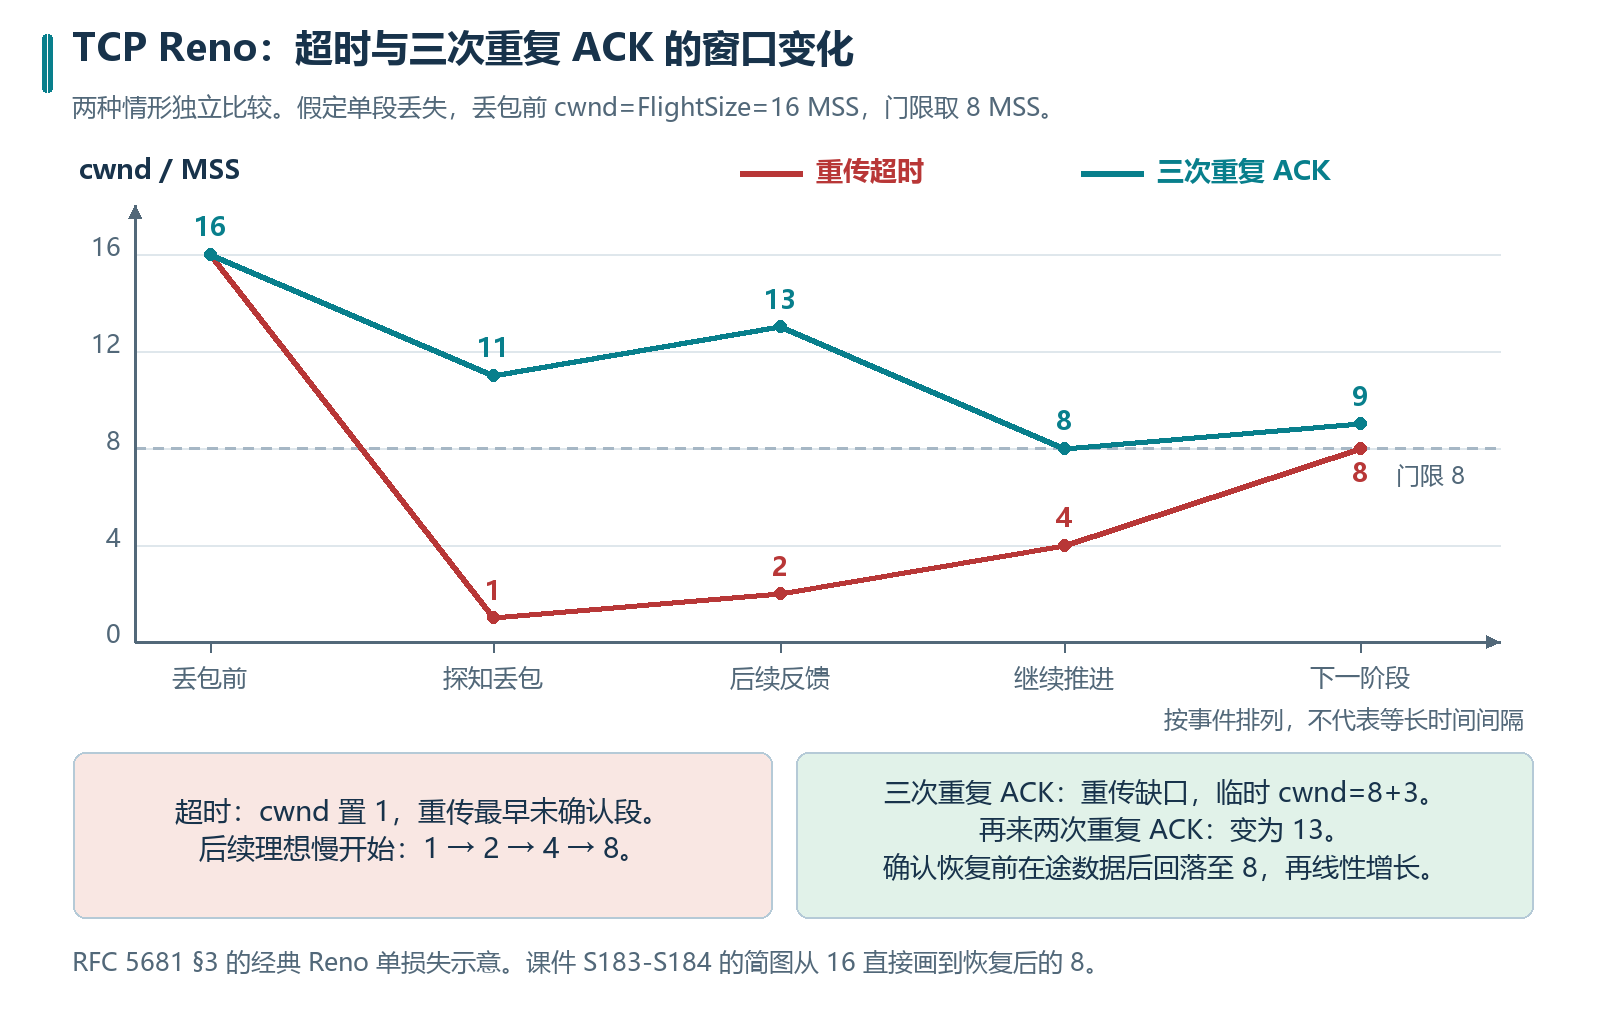 TCP Reno：超时与三次重复 ACK 的窗口变化
两种情形独立比较。假定单段丢失，丢包前 cwnd=FlightSize=16 MSS，门限取 8 MSS。
cwnd / MSS
重传超时
三次重复 ACK
16
16
13
12
11
9
8
8
8
门限 8
4
4
2
1
0
丢包前
探知丢包
后续反馈
继续推进
下一阶段
按事件排列，不代表等长时间间隔
超时：cwnd 置 1，重传最早未确认段。
后续理想慢开始：1 → 2 → 4 → 8。
三次重复 ACK：重传缺口，临时 cwnd=8+3。
再来两次重复 ACK：变为 13。
确认恢复前在途数据后回落至 8，再线性增长。
RFC 5681 §3 的经典 Reno 单损失示意。课件 S183-S184 的简图从 16 直接画到恢复后的 8。